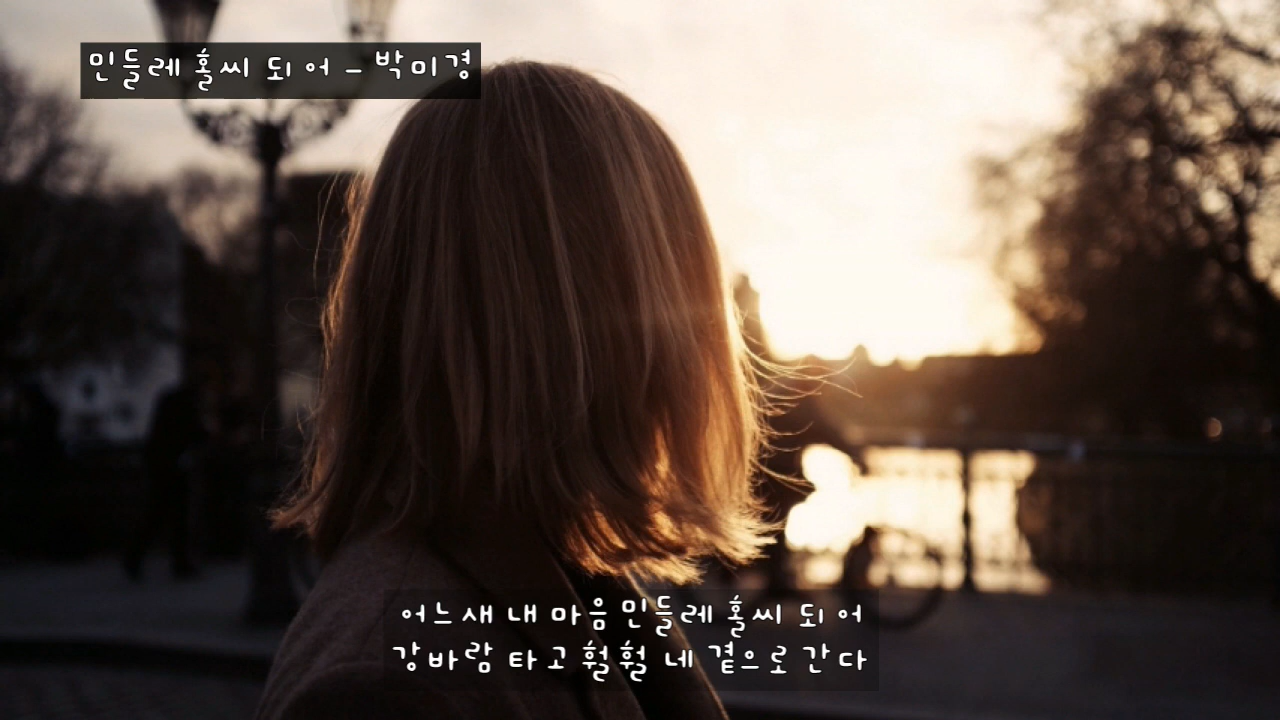 민들레 홀씨 되어 - 박미경
어느새 내 마음 민들레 홀씨 되어
강바람 타고 훨훨 네 곁으로 간다